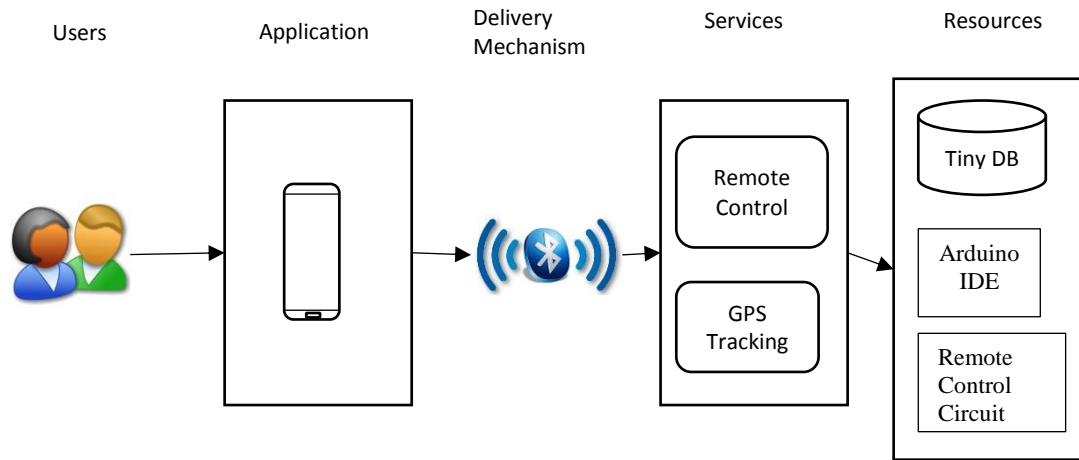 Users
Application
Delivery
Mechanism
Services
Resources
Remote
Control
GPS
Tracking
Tiny DB
Arduino
IDE
Remote
Control
Circuit